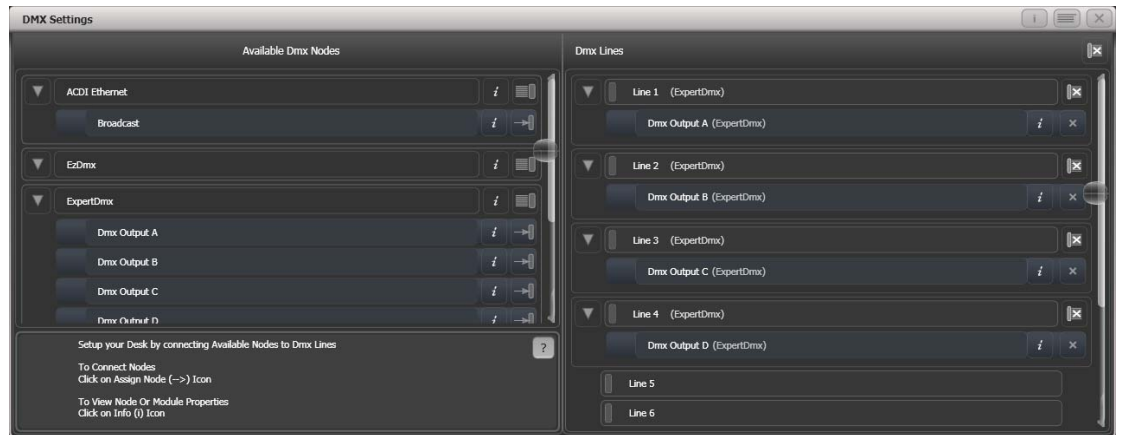 DMX Settings
i
Available Dmx Nodes
ACDI Ethernet
i
Broadcast
i
EzDmx
i
ExpertDmx
i
Dmx Output A
i
Dmx Output B
i
Dmx Output C
i
Dmx Output D
i
Setup your Desk by connecting Available Nodes to Dmx Lines
?
To Connect Nodes
Click on Assign Node (-->) Icon
To View Node Or Module Properties
Click on Info (i) Icon
Dmx Lines
Line 1 (ExpertDmx)
Dmx Output A (ExpertDmx)
i
Line 2 (ExpertDmx)
Dmx Output B (ExpertDmx)
i
Line 3 (ExpertDmx)
Dmx Output C (ExpertDmx)
i
Line 4 (ExpertDmx)
Dmx Output D (ExpertDmx)
i
Line 5
Line 6